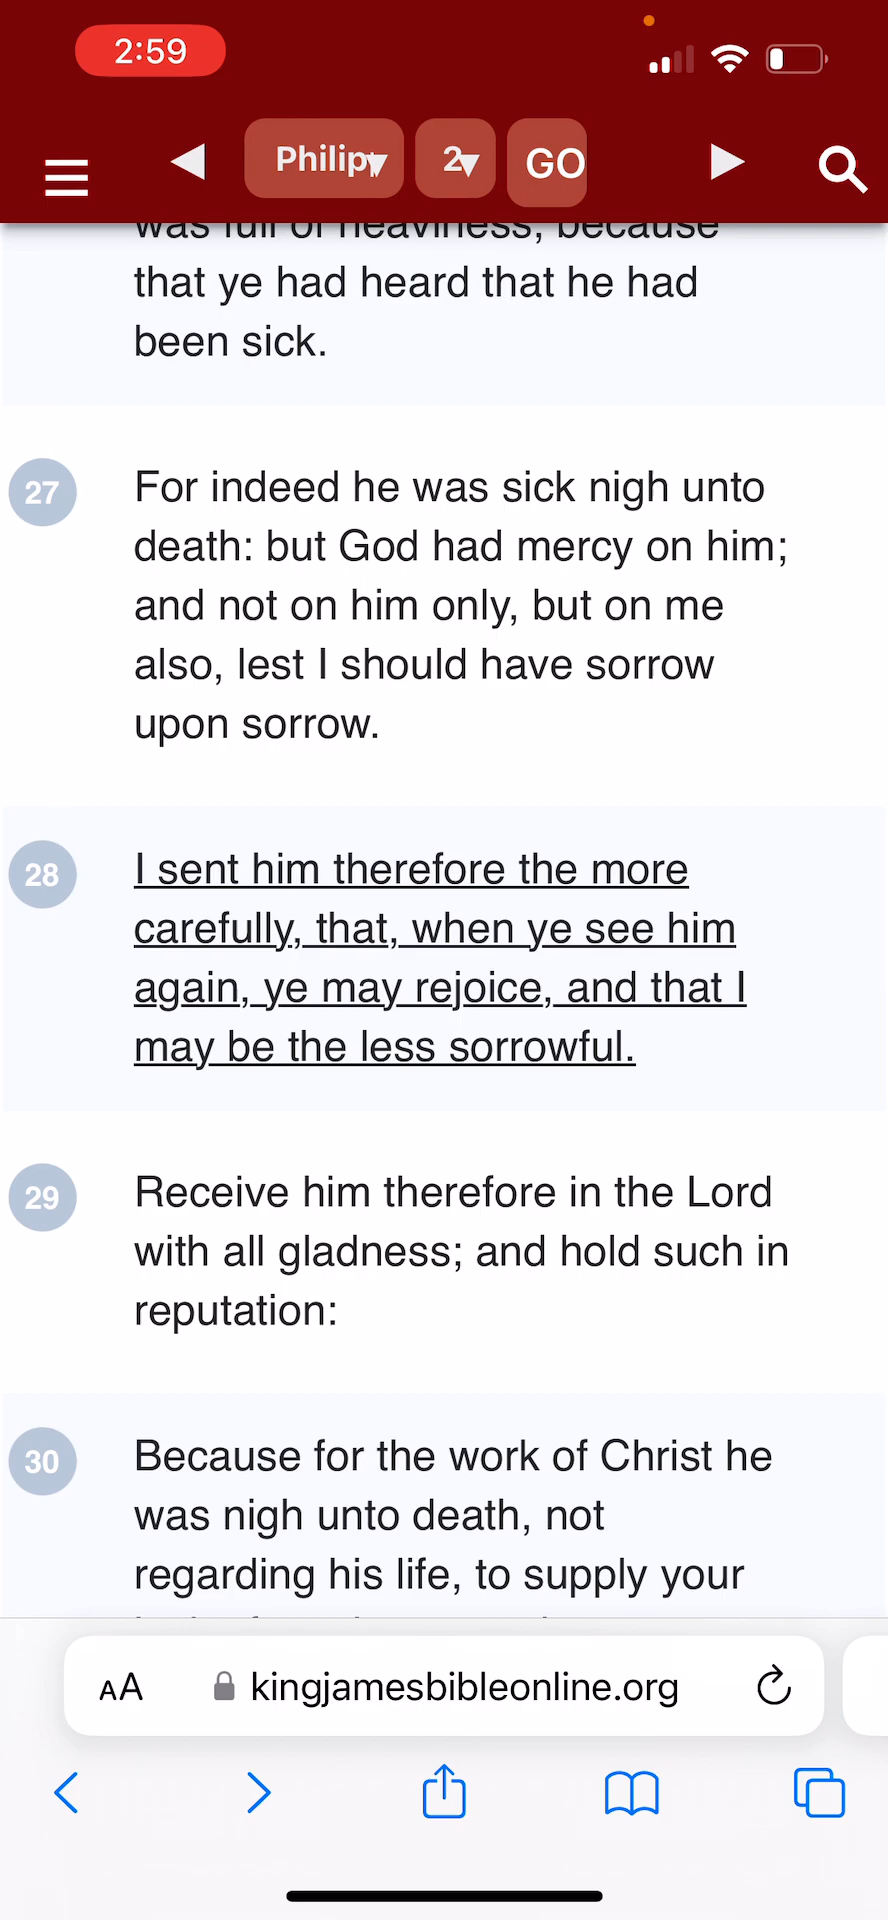 2:59
Philip 2 GO
was full of heaviness, because
that ye had heard that he had
been sick.
27 For indeed he was sick nigh unto
death: but God had mercy on him;
and not on him only, but on me
also, lest I should have sorrow
upon sorrow.
28 I sent him therefore the more
carefully, that, when ye see him
again, ye may rejoice, and that I
may be the less sorrowful.
29 Receive him therefore in the Lord
with all gladness; and hold such in
reputation:
30 Because for the work of Christ he
was nigh unto death, not
regarding his life, to supply your
AA kingjamesbibleonline.org